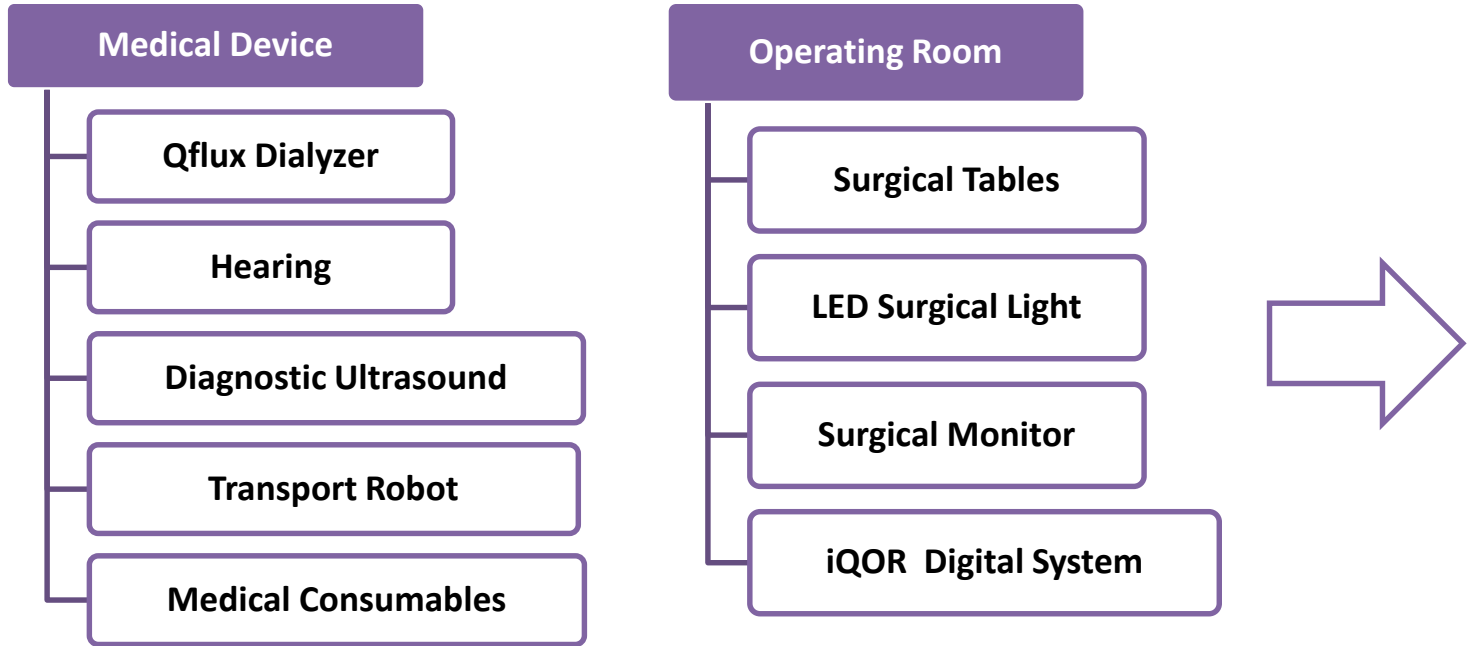 Medical Device
Qflux Dialyzer
Hearing
Diagnostic Ultrasound
Transport Robot
Medical Consumables
Operating Room
Surgical Tables
LED Surgical Light
Surgical Monitor
iQOR  Digital System